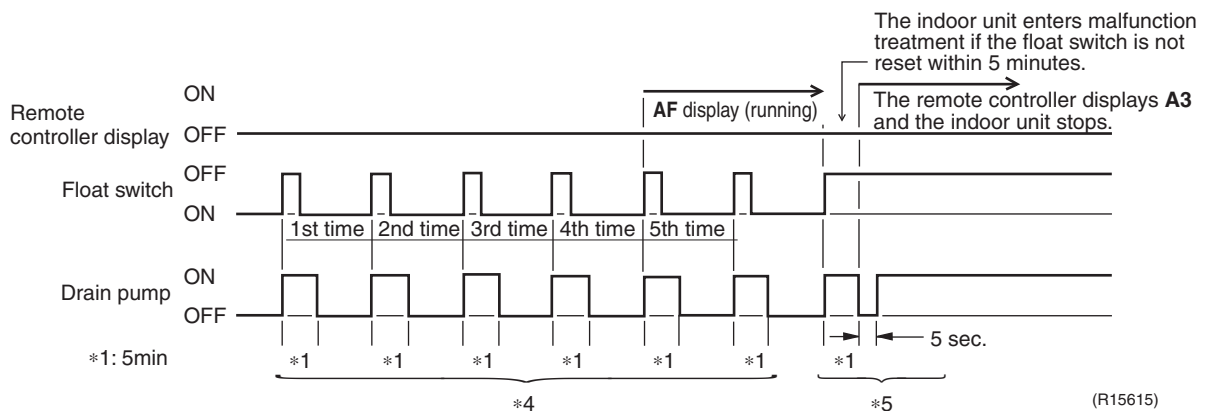 The indoor unit enters malfunction
treatment if the float switch is not
reset within 5 minutes.
Remote
controller display
ON
OFF
AF display (running)
The remote controller displays A3
and the indoor unit stops.
Float switch
OFF
ON
1st time 2nd time 3rd time 4th time 5th time
Drain pump
ON
OFF
5 sec.
*1: 5min
*1 *1 *1 *1 *1 *1 *1
*4 *5
(R15615)